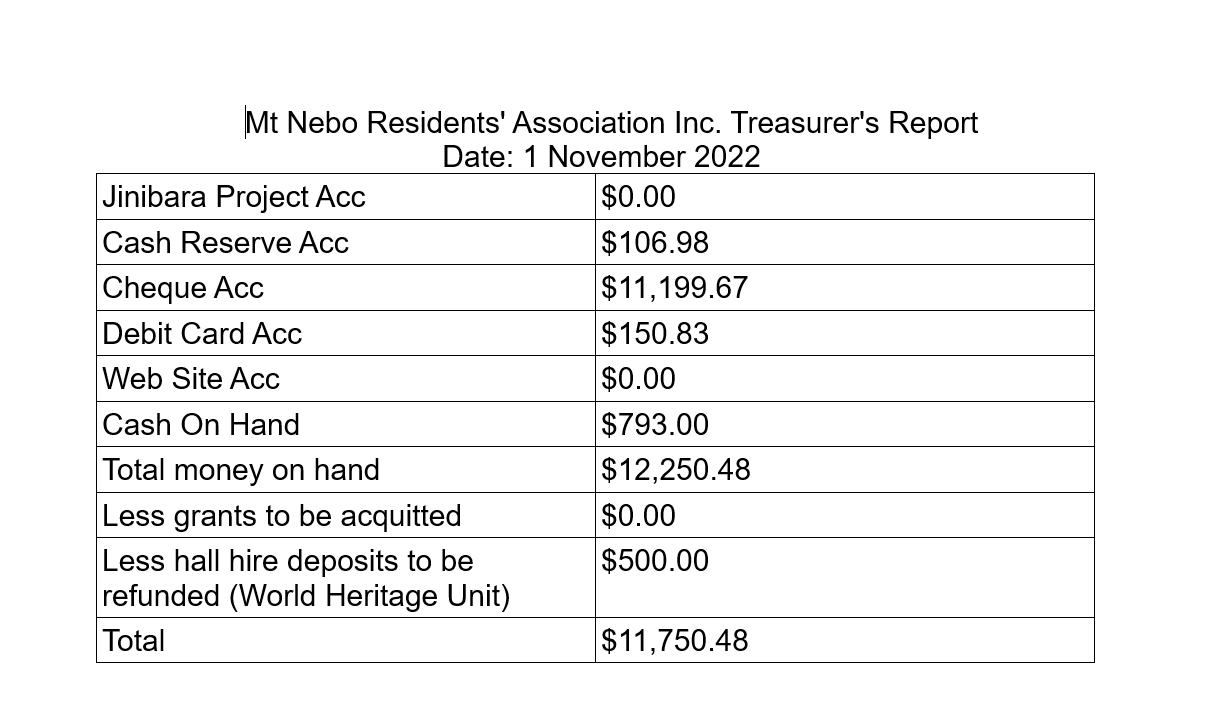 Mt Nebo Residents' Association Inc. Treasurer's Report
Date: 1 November 2022
Jinibara Project Acc $0.00
Cash Reserve Acc $106.98
Cheque Acc $11,199.67
Debit Card Acc $150.83
Web Site Acc $0.00
Cash On Hand $793.00
Total money on hand $12,250.48
Less grants to be acquitted $0.00
Less hall hire deposits to be $500.00
refunded (World Heritage Unit)
Total $11,750.48